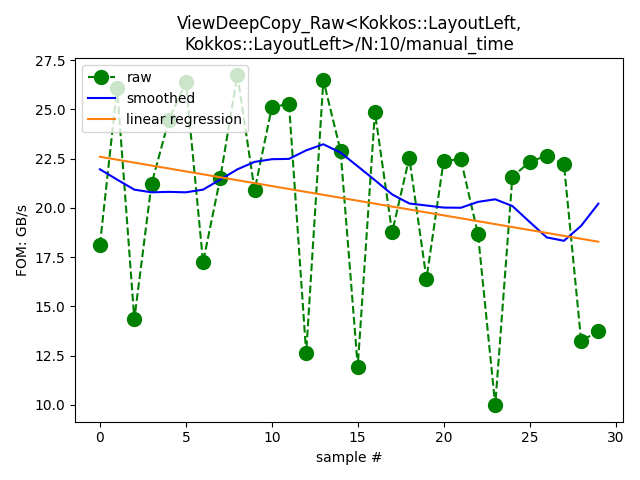 ViewDeepCopy_Raw<Kokkos::LayoutLeft,
Kokkos::LayoutLeft>/N:10/manual_time
raw
smoothed
linear regression
FOM: GB/s
27.5
25.0
22.5
20.0
17.5
15.0
12.5
10.0
0
5
10
15
20
25
30
sample #